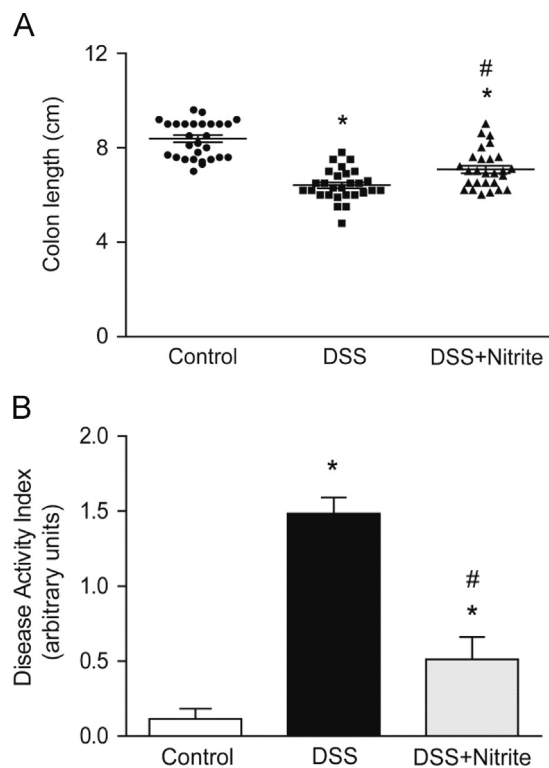 A
Colon length (cm)
12
8
4
0
*
#
*
Control
DSS
DSS+Nitrite
B
Disease Activity Index
(arbitrary units)
2.0
1.5
1.0
0.5
0.0
*
#
*
Control
DSS
DSS+Nitrite